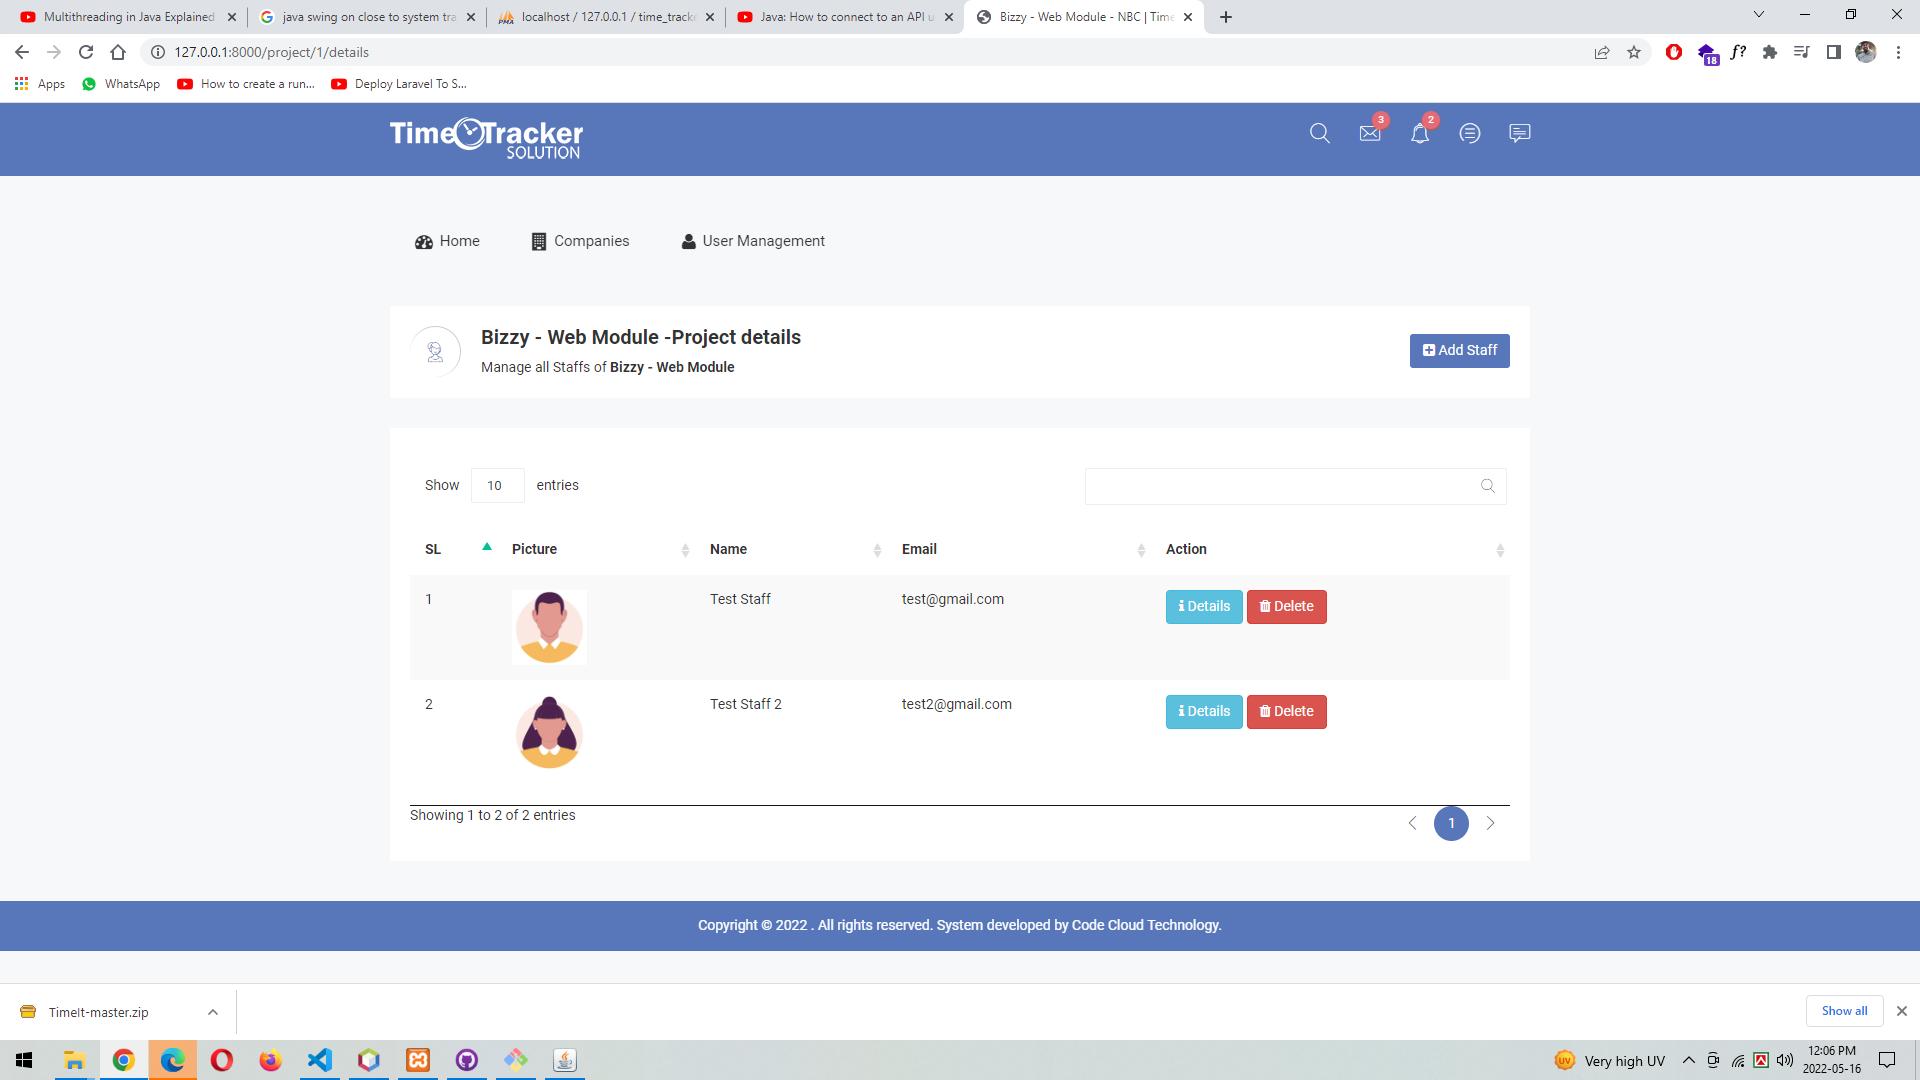 Multithreading in Java Explained
java swing on close to system tra
localhost / 127.0.0.1 / time_track
Java: How to connect to an API u
Bizzy - Web Module - NBC | Time
127.0.0.1:8000/project/1/details
18
f?
Apps
WhatsApp
How to create a run...
Deploy Laravel To S...
Time Tracker
SOLUTION
3
2
Home
Companies
User Management
Bizzy - Web Module -Project details
Manage all Staffs of Bizzy - Web Module
Add Staff
Show 10 entries
SL Picture Name Email Action
1 Test Staff test@gmail.com Details Delete
2 Test Staff 2 test2@gmail.com Details Delete
Showing 1 to 2 of 2 entries
1
Copyright © 2022 . All rights reserved. System developed by Code Cloud Technology.
TimeIt-master.zip
Show all
UV
Very high UV
12:06 PM
2022-05-16